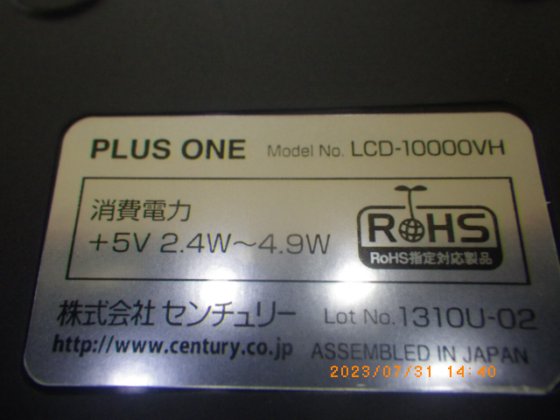 PLUS ONE Model No. LCD-10000VH
消費電力
+5V 2.4W～4.9W
RoHS
RoHS指定対応製品
株式会社 センチュリー Lot No.1310U-02
http://www.century.co.jp ASSEMBLED IN JAPAN
2023/07/31 14:40